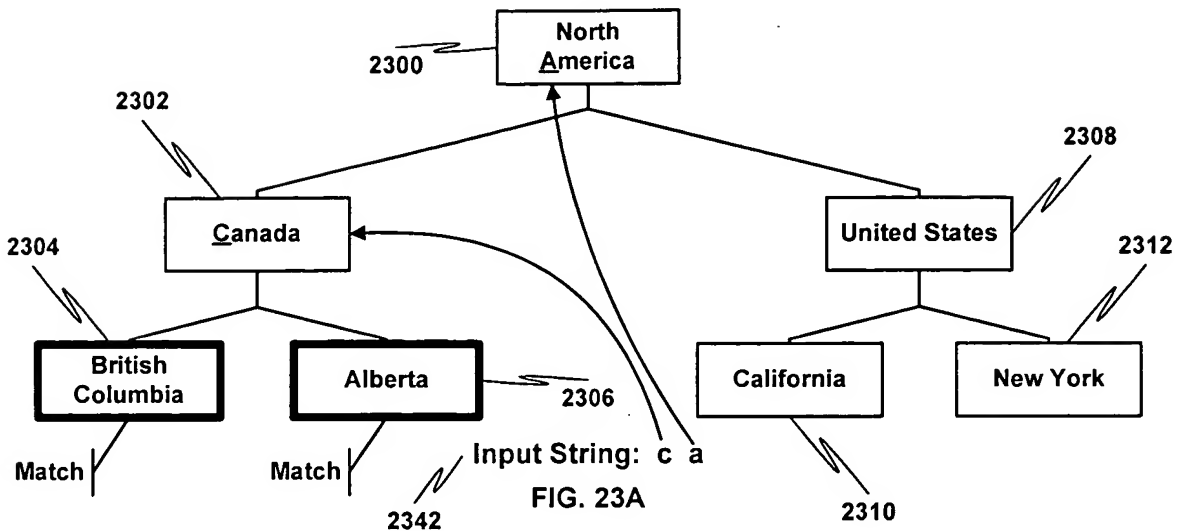 North
America
2300
2302
2308
Canada
United States
2304
2312
British
Columbia
Alberta
California
New York
2306
Match
Match
Input String: c a
FIG. 23A
2342
2310